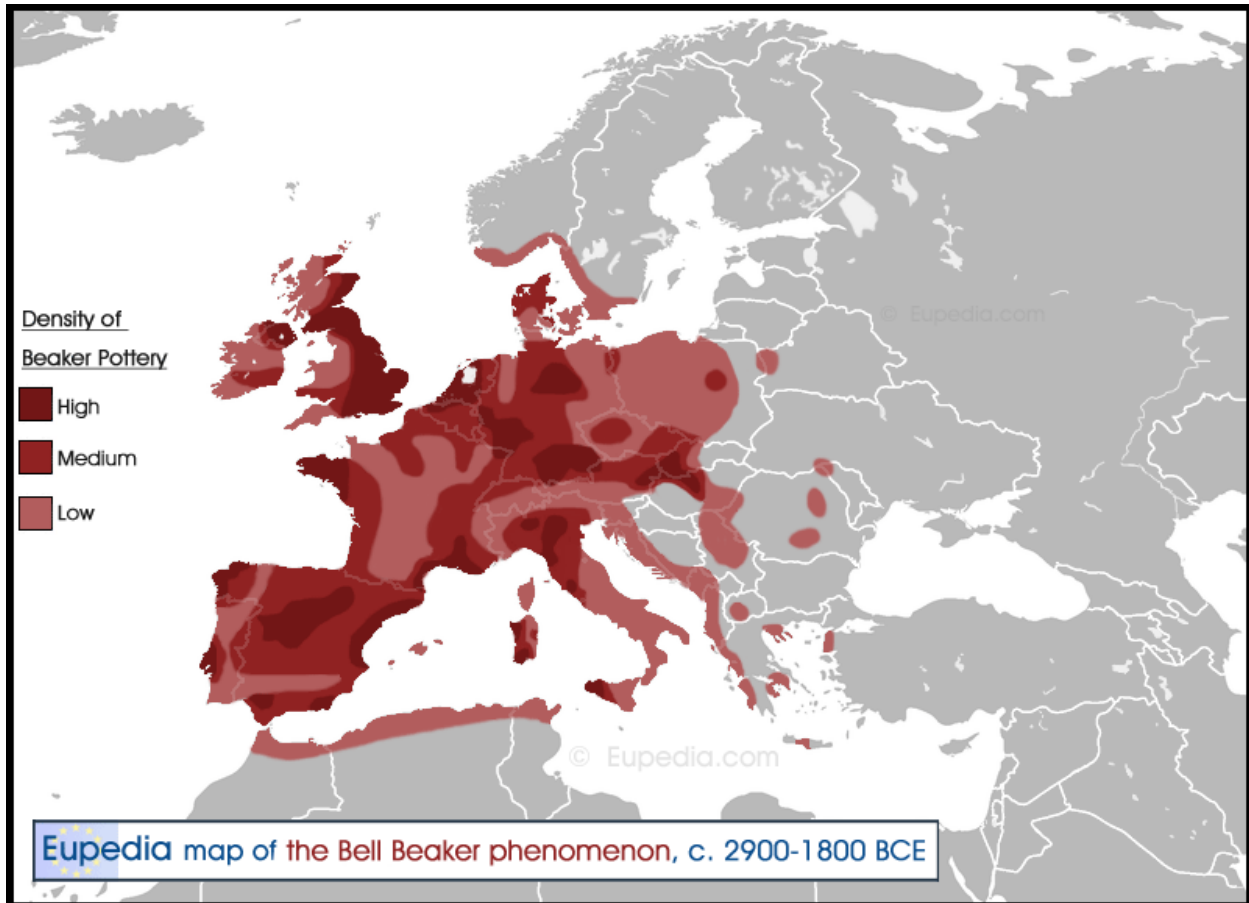 © Eupedia.com
Density of
Beaker Pottery
High
Medium
Low
© Eupedia.com
Eupedia map of the Bell Beaker phenomenon, c. 2900-1800 BCE